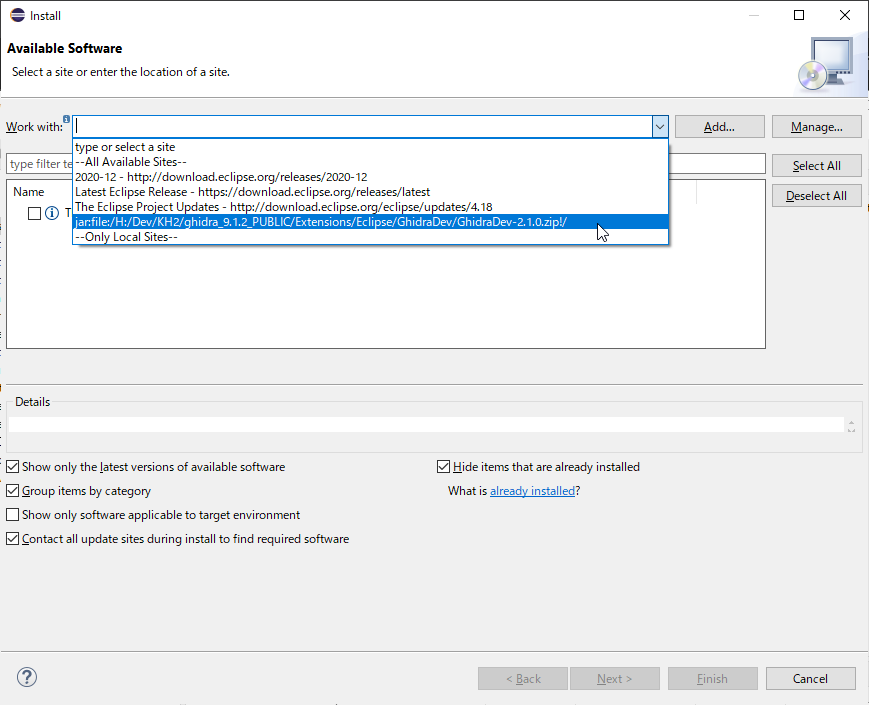 Install
Available Software
Select a site or enter the location of a site.
Work with:
Add...
Manage...
type or select a site
--All Available Sites--
2020-12 - http://download.eclipse.org/releases/2020-12
Latest Eclipse Release - https://download.eclipse.org/releases/latest
The Eclipse Project Updates - http://download.eclipse.org/eclipse/updates/4.18
jar:file:/H:/Dev/KH2/ghidra_9.1.2_PUBLIC/Extensions/Eclipse/GhidraDev/GhidraDev-2.1.0.zip!/
--Only Local Sites--
type filter te
Select All
Name
Deselect All
T
Details
Show only the latest versions of available software
Hide items that are already installed
Group items by category
What is already installed?
Show only software applicable to target environment
Contact all update sites during install to find required software
?
< Back
Next >
Finish
Cancel